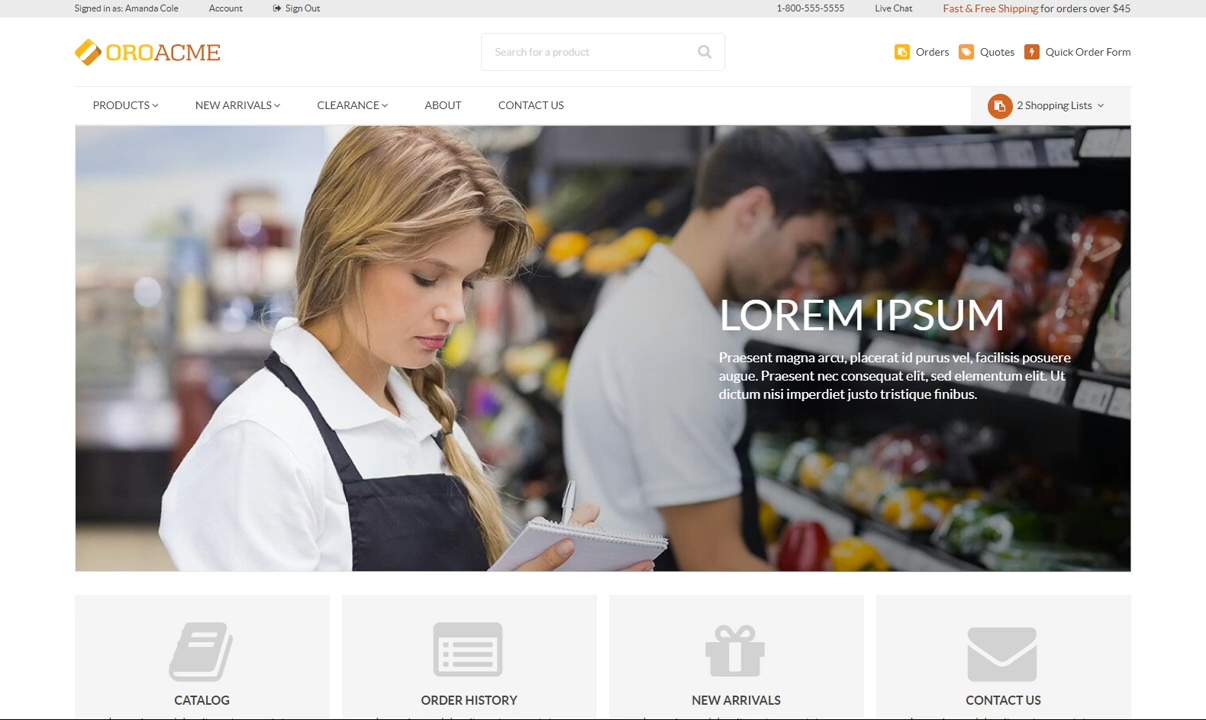 Signed in as: Amanda Cole Account Sign Out 1-800-555-5555 Live Chat Fast & Free Shipping for orders over $45
OROACME Search for a product Orders Quotes Quick Order Form
PRODUCTS NEW ARRIVALS CLEARANCE ABOUT CONTACT US 2 Shopping Lists
LOREM IPSUM
Praesent magna arcu, placerat id purus vel, facilisis posuere
augue. Praesent nec consequat elit, sed elementum elit. Ut
dictum nisi imperdiet justo tristique finibus.
CATALOG ORDER HISTORY NEW ARRIVALS CONTACT US